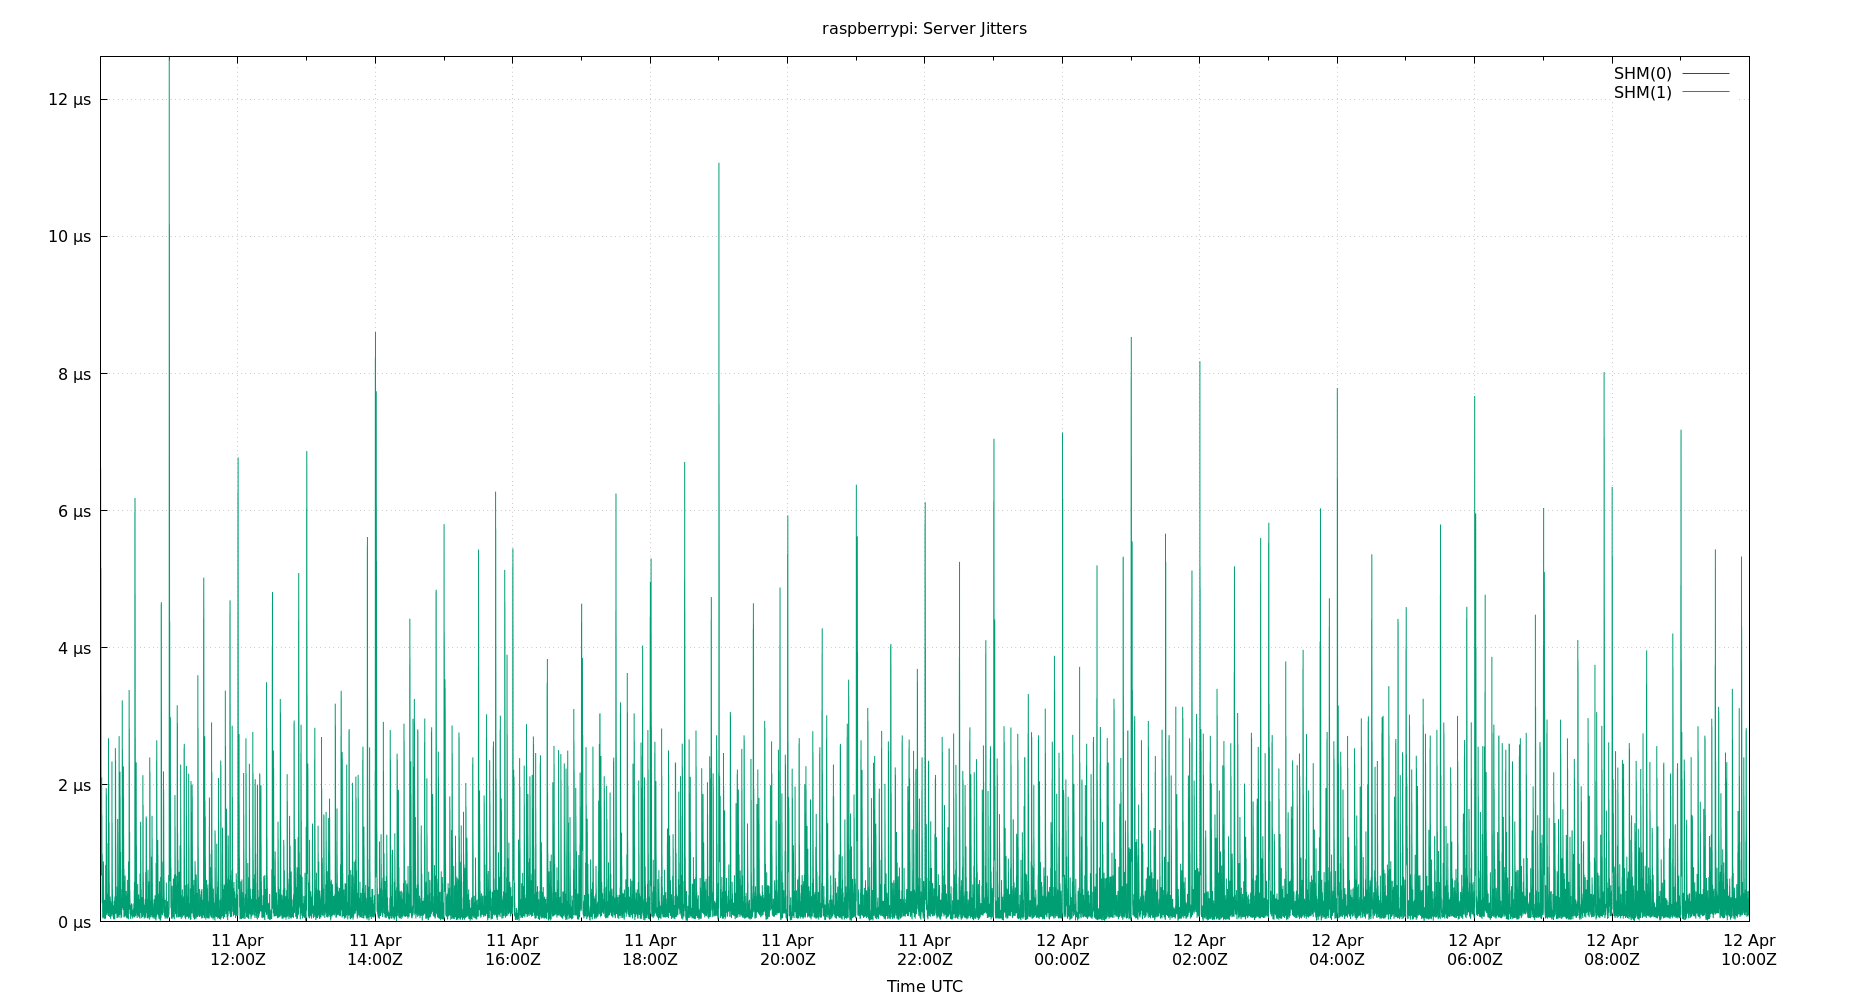 raspberrypi: Server Jitters
SHM(0)
SHM(1)
12 µs
10 µs
8 µs
6 µs
4 µs
2 µs
0 µs
11 Apr 11 Apr 11 Apr 11 Apr 11 Apr 11 Apr 12 Apr 12 Apr 12 Apr 12 Apr 12 Apr 12 Apr
12:00Z 14:00Z 16:00Z 18:00Z 20:00Z 22:00Z 00:00Z 02:00Z 04:00Z 06:00Z 08:00Z 10:00Z
Time UTC